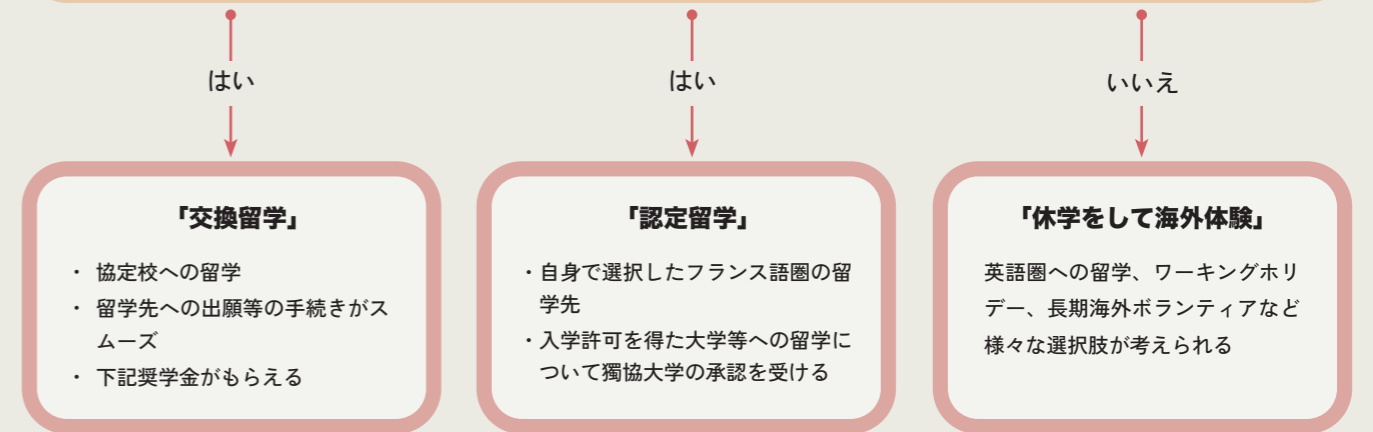 はい
はい
いいえ
「交換留学」
・ 協定校への留学
・ 留学先への出願等の手続きがス
ムーズ
・ 下記奨学金がもらえる
「認定留学」
・自身で選択したフランス語圏の留
学先
・入学許可を得た大学等への留学に
ついて獨協大学の承認を受ける
「休学をして海外体験」
英語圏への留学、ワーキングホリ
デー、長期海外ボランティアなど
様々な選択肢が考えられる